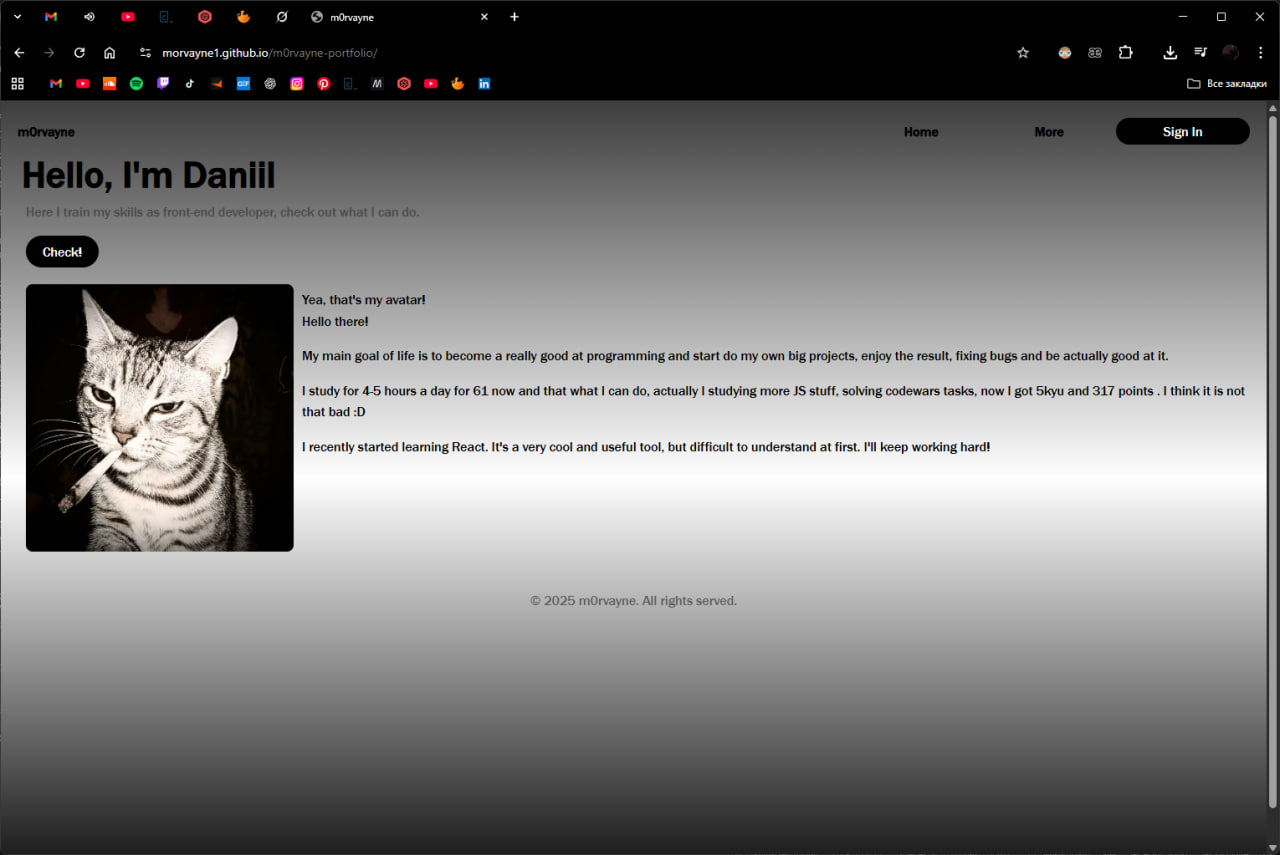 m0rvayne
morvayne1.github.io/m0rvayne-portfolio/
GIF
M
in
Все закладки
m0rvayne
Home
More
Sign In
Hello, I'm Daniil
Here I train my skills as front-end developer, check out what I can do.
Check!
Yea, that's my avatar!
Hello there!
My main goal of life is to become a really good at programming and start do my own big projects, enjoy the result, fixing bugs and be actually good at it.
I study for 4-5 hours a day for 61 now and that what I can do, actually I studying more JS stuff, solving codewars tasks, now I got 5kyu and 317 points . I think it is not
that bad :D
I recently started learning React. It's a very cool and useful tool, but difficult to understand at first. I'll keep working hard!
© 2025 m0rvayne. All rights served.